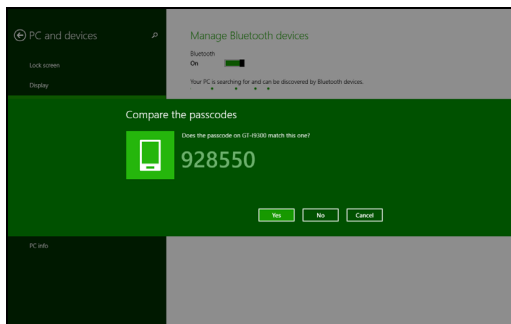 PC and devices
Lock screen
Display
Manage Bluetooth devices
Bluetooth
On
Your PC is searching for and can be discovered by Bluetooth devices.
Compare the passcodes
Does the passcode on GT-I9300 match this one?
928550
Yes
No
Cancel
PC info